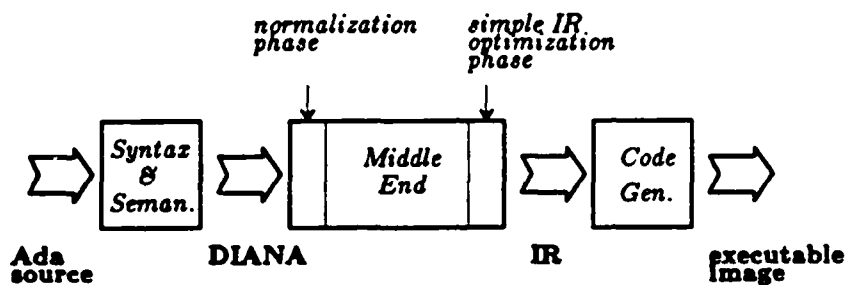 normalization
phase
simple IR
optimization
phase
Syntax
&
Seman.
Middle
End
Code
Gen.
Ada
source
DIANA
IR
executable
image